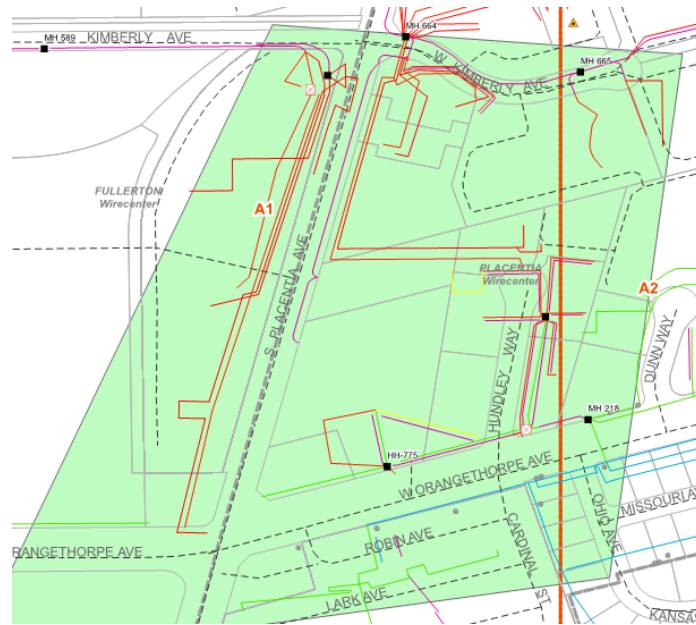 MH 664
MH 589
KIMBERLY AVE
W KIMBERLY AVE
MH 665
FULLERTON
Wirecenter
A1
S PLACENTIA AVE
PLACENTIA
Wirecenter
A2
DUNN WAY
HUNDLEY WAY
MH 218
HH-775
W ORANGETHORPE AVE
RANGETHORPE AVE
ROBIN AVE
CARDINAL ST
OHIO AVE
MISSOURI AV
LARK AVE
KANSAS